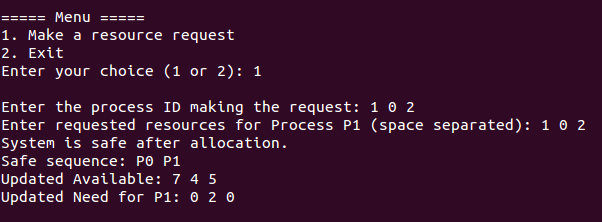 ===== Menu =====
1. Make a resource request
2. Exit
Enter your choice (1 or 2): 1
Enter the process ID making the request: 1 0 2
Enter requested resources for Process P1 (space separated): 1 0 2
System is safe after allocation.
Safe sequence: P0 P1
Updated Available: 7 4 5
Updated Need for P1: 0 2 0